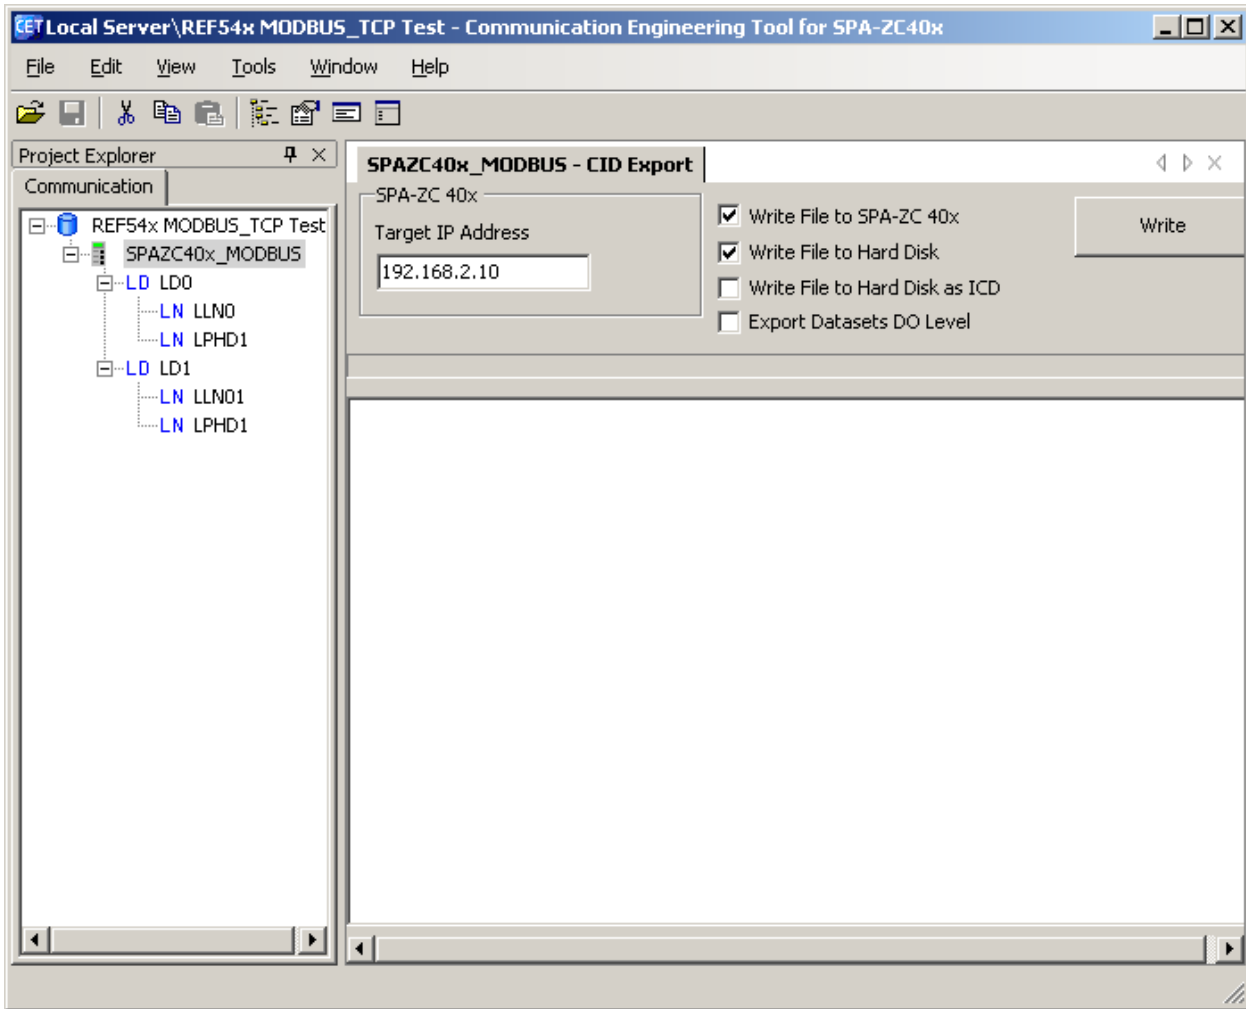 CET Local Server\REF54x MODBUS_TCP Test - Communication Engineering Tool for SPA-ZC40x
File Edit View Tools Window Help
Project Explorer
Communication
REF54x MODBUS_TCP Test
SPAZC40x_MODBUS
LD LD0
LN LLN0
LN LPHD1
LD LD1
LN LLN01
LN LPHD1
SPAZC40x_MODBUS - CID Export
SPA-ZC 40x
Target IP Address
192.168.2.10
Write File to SPA-ZC 40x
Write File to Hard Disk
Write File to Hard Disk as ICD
Export Datasets DO Level
Write